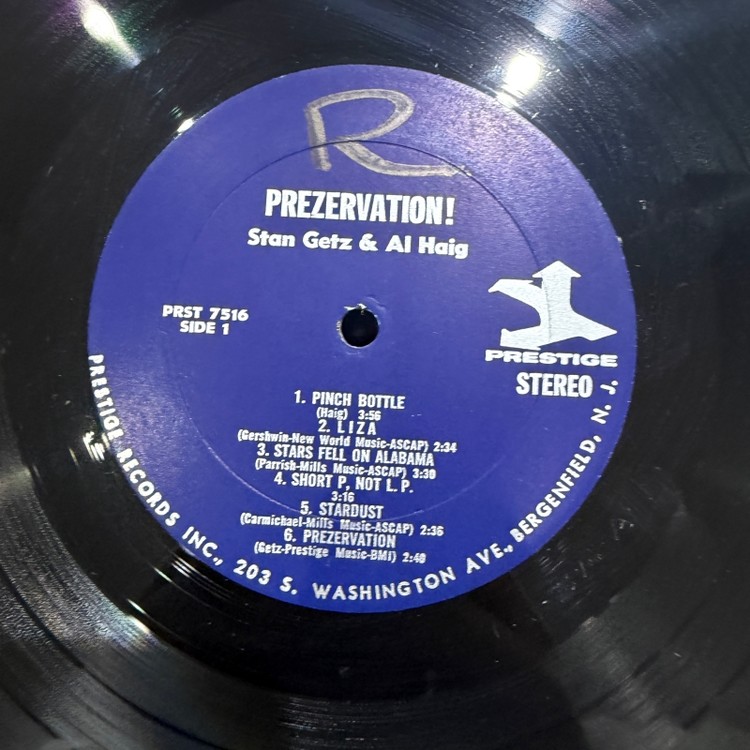 R
PREZERVATION!
Stan Getz & Al Haig
PRST 7516
SIDE 1
PRESTIGE
STEREO
1. PINCH BOTTLE
(Haig) 3:56
2. LIZA
(Gershwin-New World Music-ASCAP) 2:34
3. STARS FELL ON ALABAMA
(Parrish-Mills Music-ASCAP) 3:30
4. SHORT P, NOT L. P.
3:16
5. STARDUST
(Carmichael-Mills Music-ASCAP) 2:36
6. PREZERVATION
(Getz-Prestige Music-BMI) 2:40
PRESTIGE RECORDS INC., 203 S. WASHINGTON AVE., BERGENFIELD, N. J.